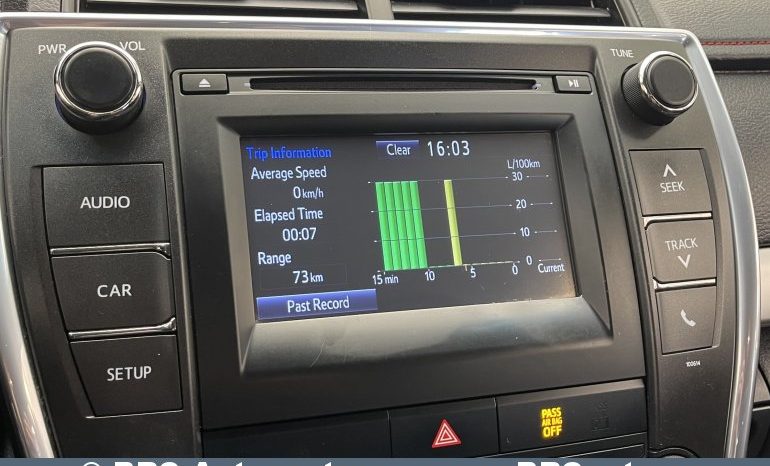 PWR
VOL
TUNE
AUDIO
CAR
SETUP
Trip Information
Clear
16:03
Average Speed
0 km/h
Elapsed Time
00:07
Range
73 km
Past Record
L/100km
30
20
10
0
15 min
10
5
0
Current
SEEK
TRACK
100614
PASS
AIR BAG
OFF